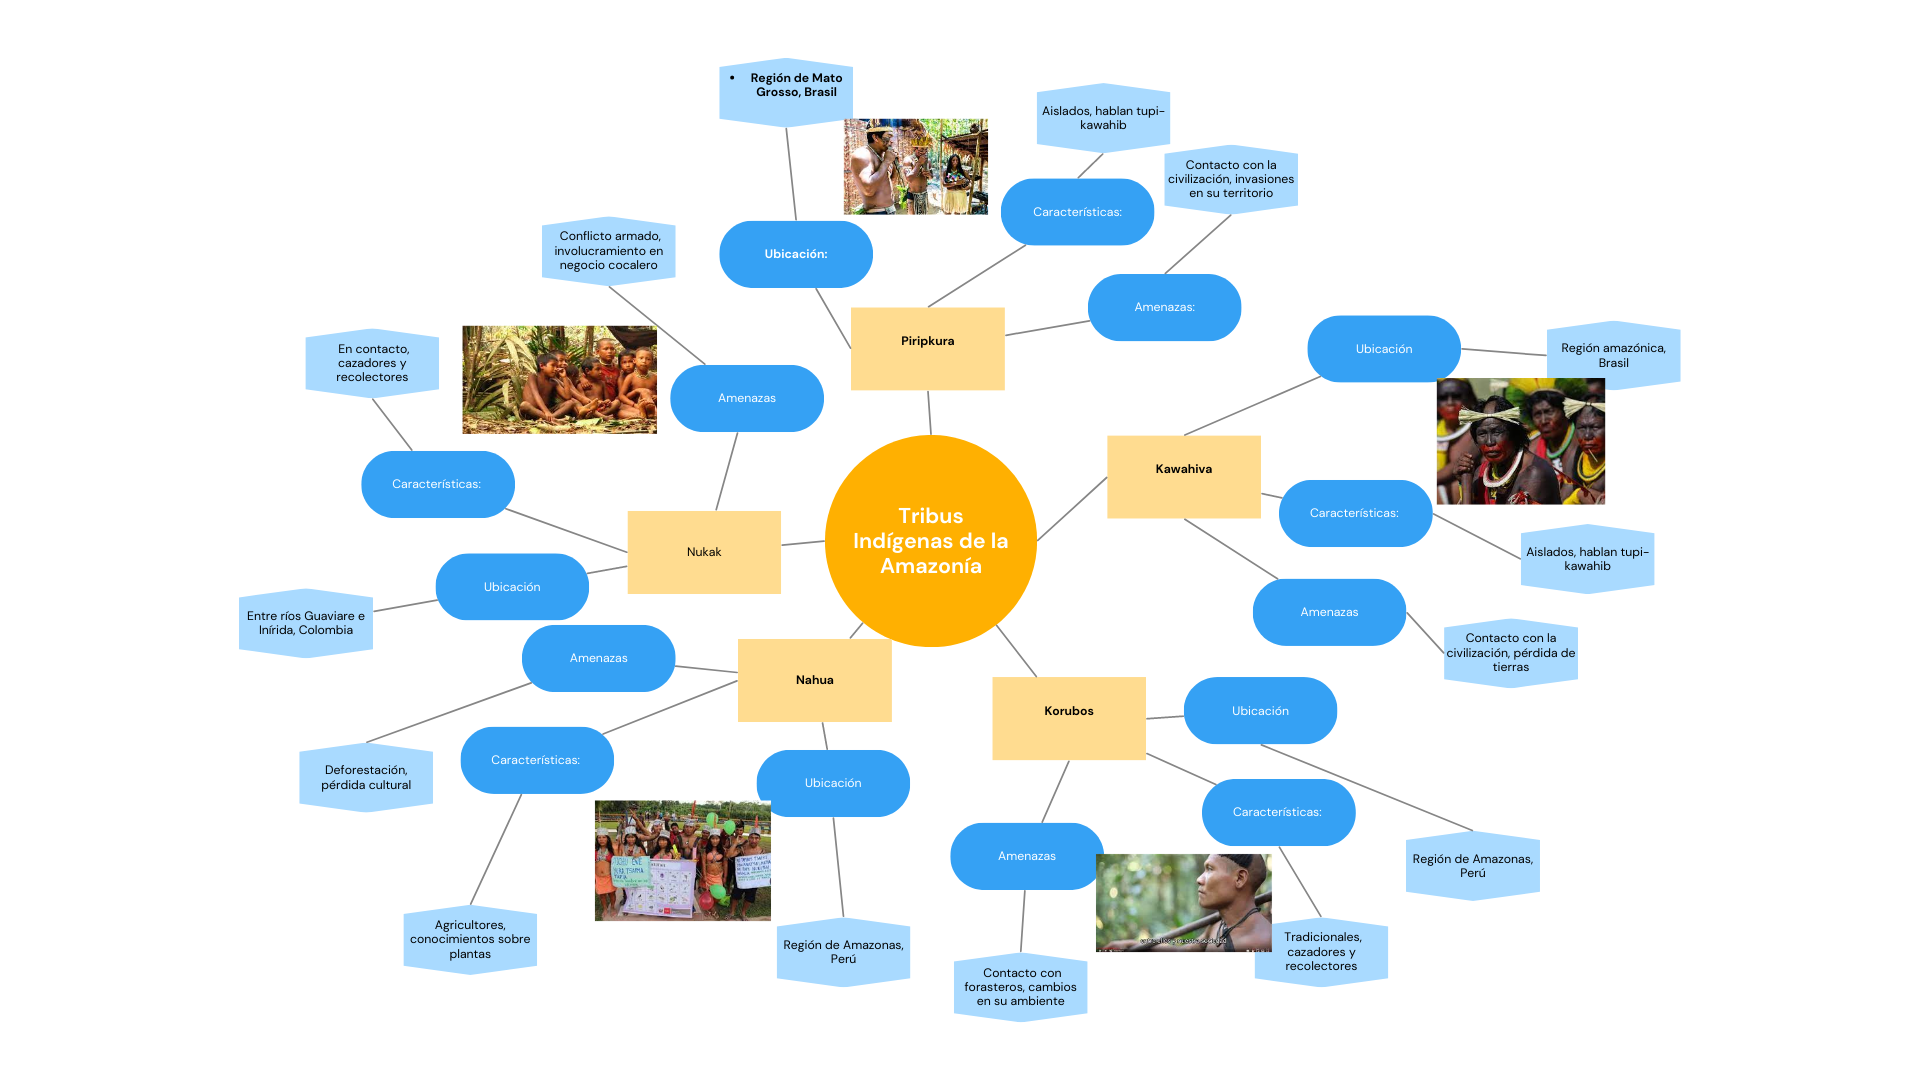 Tribus
Indígenas de la
Amazonía
Piripkura
Ubicación:
• Región de Mato
Grosso, Brasil
Características:
Aislados, hablan tupi-
kawahib
Amenazas:
Contacto con la
civilización, invasiones
en su territorio
Kawahiva
Ubicación
Región amazónica,
Brasil
Características:
Aislados, hablan tupi-
kawahib
Amenazas
Contacto con la
civilización, pérdida de
tierras
Korubos
Ubicación
Región de Amazonas,
Perú
Características:
Tradicionales,
cazadores y
recolectores
Amenazas
Contacto con
forasteros, cambios
en su ambiente
Nahua
Ubicación
Región de Amazonas,
Perú
Características:
Agricultores,
conocimientos sobre
plantas
Amenazas
Deforestación,
pérdida cultural
Nukak
Ubicación
Entre ríos Guaviare e
Inírida, Colombia
Características:
En contacto,
cazadores y
recolectores
Amenazas
Conflicto armado,
involucramiento en
negocio cocalero